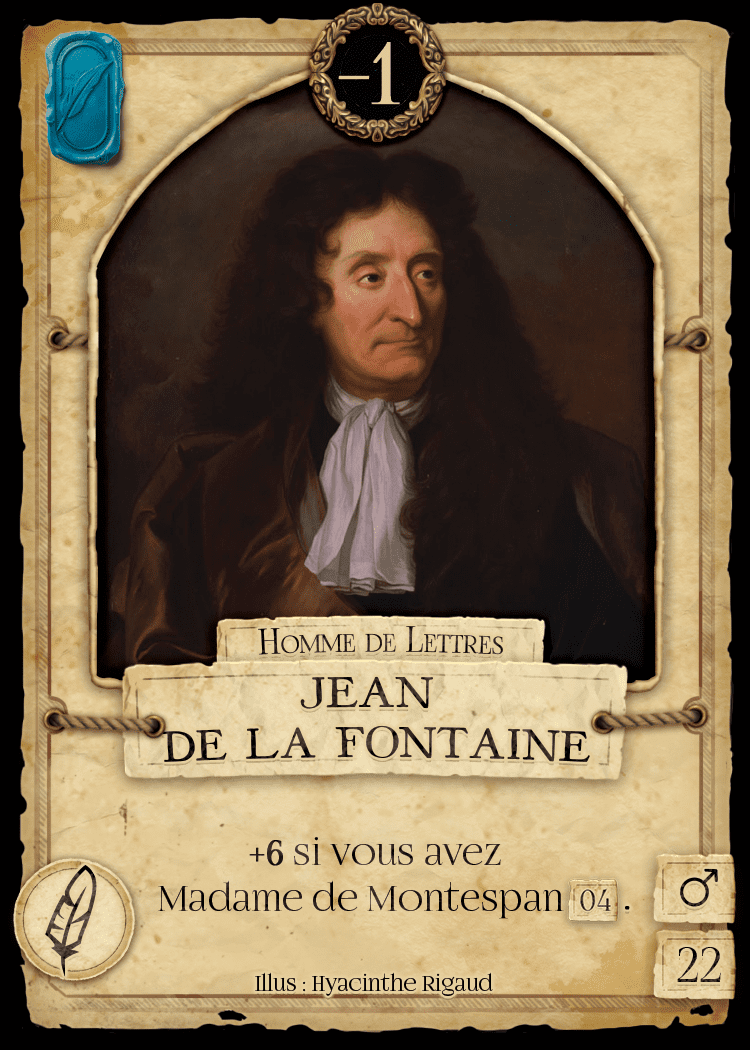 –1
HOMME DE LETTRES
JEAN
DE LA FONTAINE
+6 si vous avez
Madame de Montespan 04 .
♂
22
Illus : Hyacinthe Rigaud